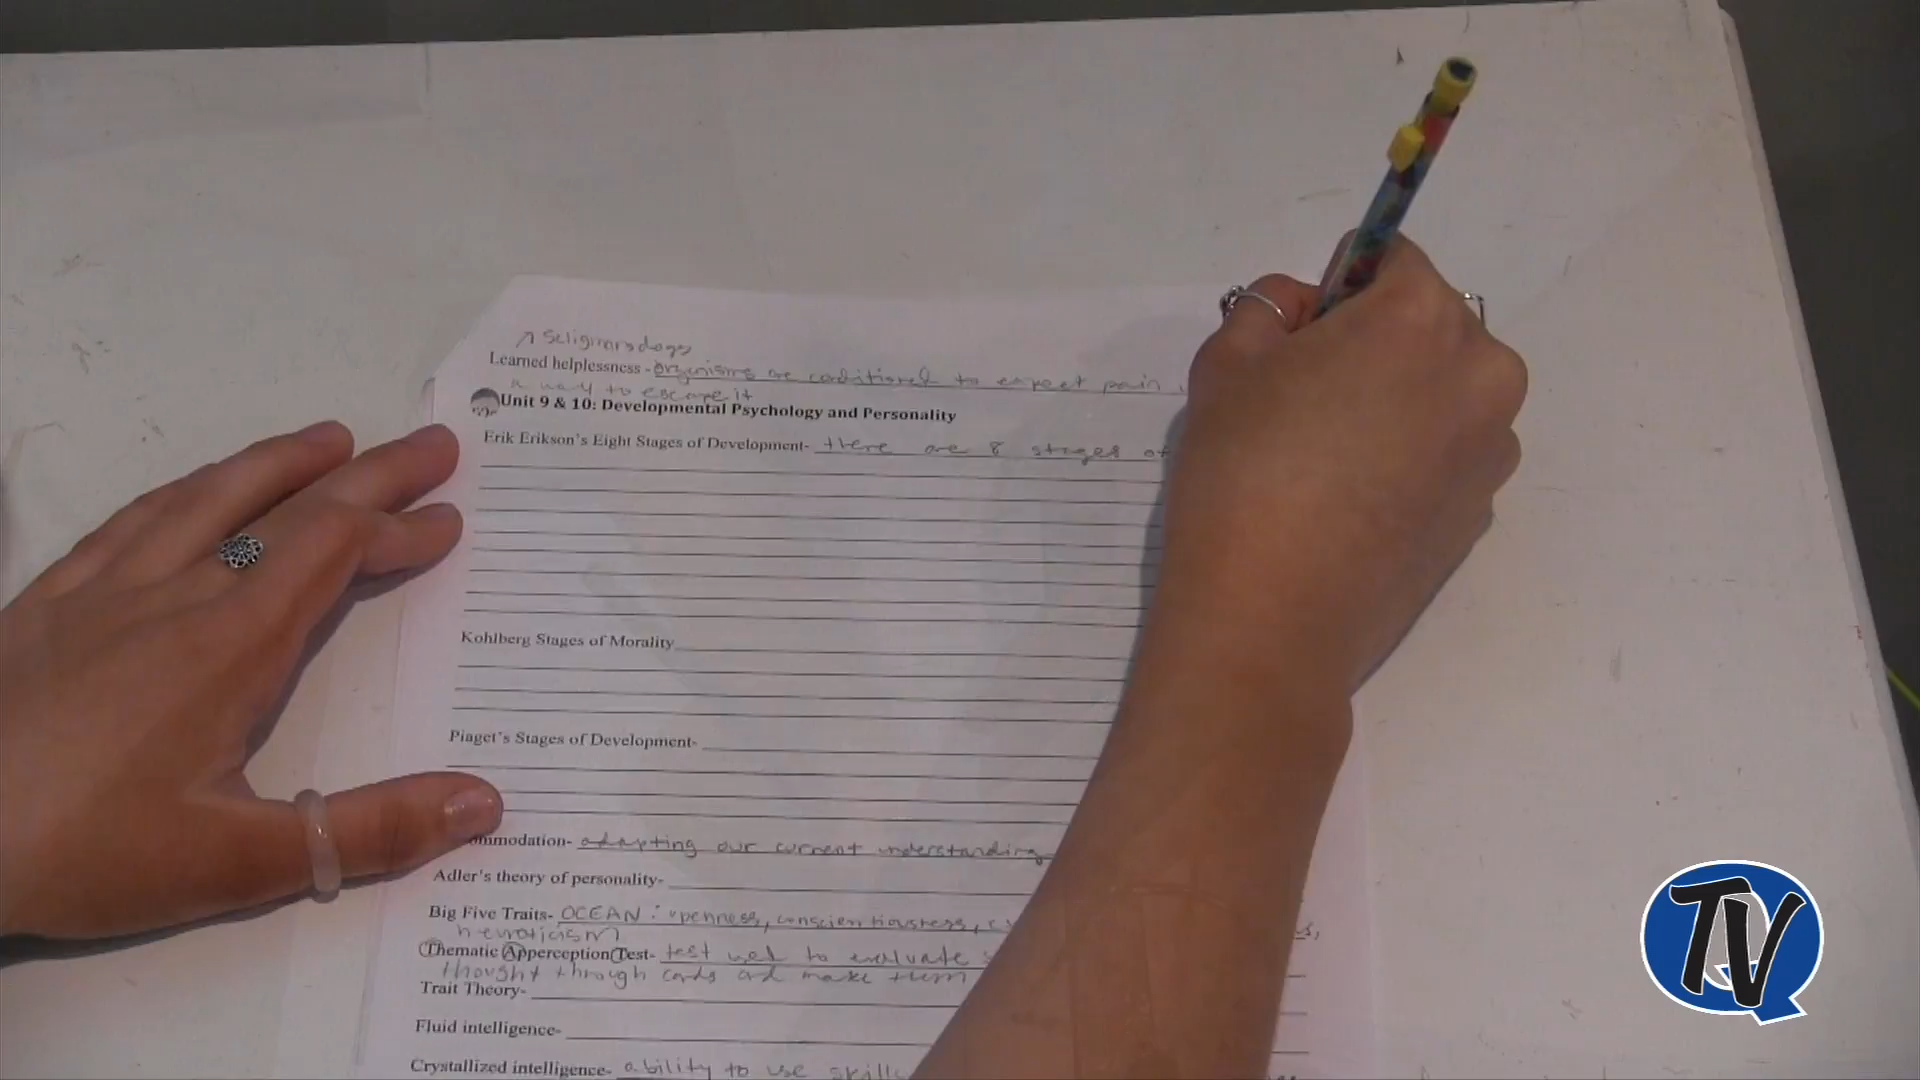 ↗ Seligman's dogs
Learned helplessness - organisms are conditioned to expect pain
a way to escape it
Unit 9 & 10: Developmental Psychology and Personality
Erik Erikson's Eight Stages of Development- there are 8 stages of
Kohlberg Stages of Morality
Piaget's Stages of Development-
ommodation- adapting our current understanding
Adler's theory of personality-
Big Five Traits- OCEAN: openness, conscientiousness,
neuroticism
Thematic Apperception Test- test used to evaluate
thought through cards and make them
Trait Theory-
Fluid intelligence-
Crystallized intelligence- ability to use skills
TQV